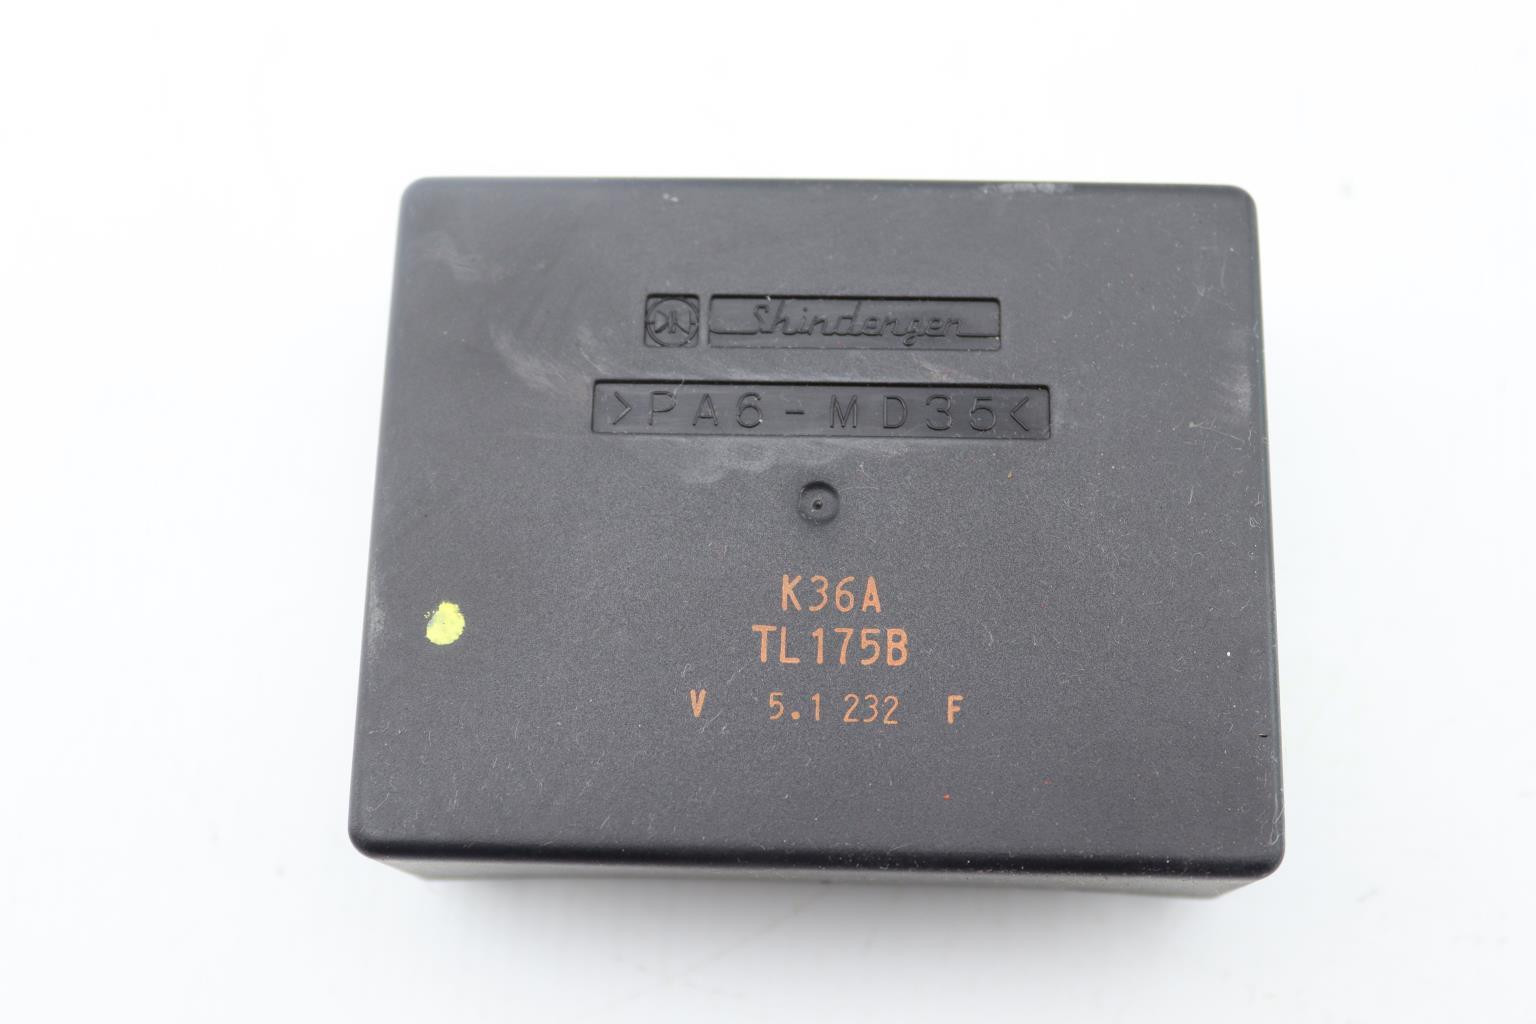 Shindengen
>PA6-MD35<
K36A
TL175B
V 5.1 232 F